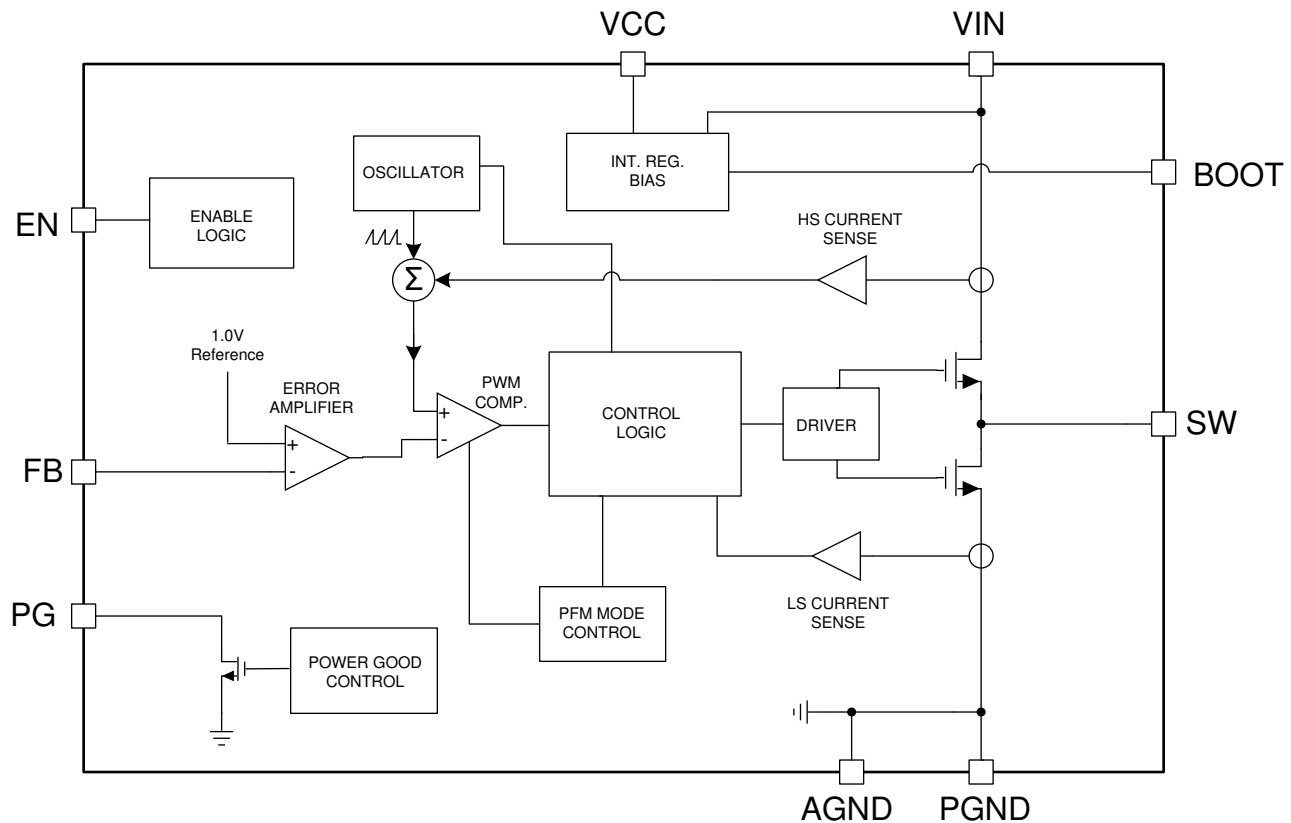 VCC
VIN
OSCILLATOR
INT. REG.
BIAS
BOOT
EN
ENABLE
LOGIC
HS CURRENT
SENSE
Σ
1.0V
Reference
ERROR
AMPLIFIER
PWM
COMP.
+
-
CONTROL
LOGIC
DRIVER
SW
+
-
FB
PG
POWER GOOD
CONTROL
PFM MODE
CONTROL
LS CURRENT
SENSE
AGND
PGND